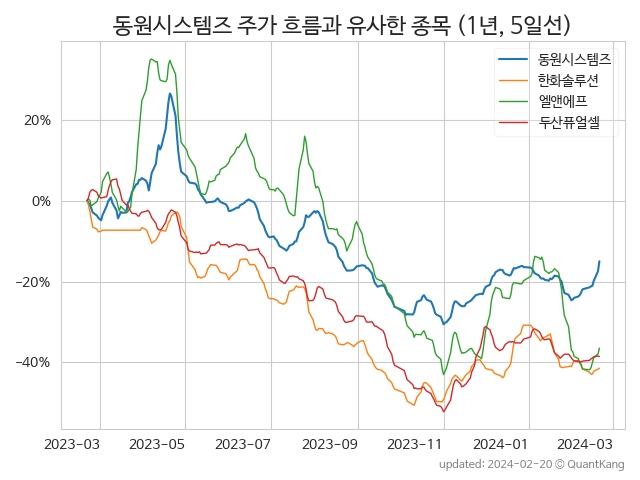 동원시스템즈 주가 흐름과 유사한 종목 (1년, 5일선)
동원시스템즈
한화솔루션
엘앤에프
두산퓨얼셀
20%
0%
−20%
−40%
2023-03 2023-05 2023-07 2023-09 2023-11 2024-01 2024-03
updated: 2024-02-20 © QuantKang